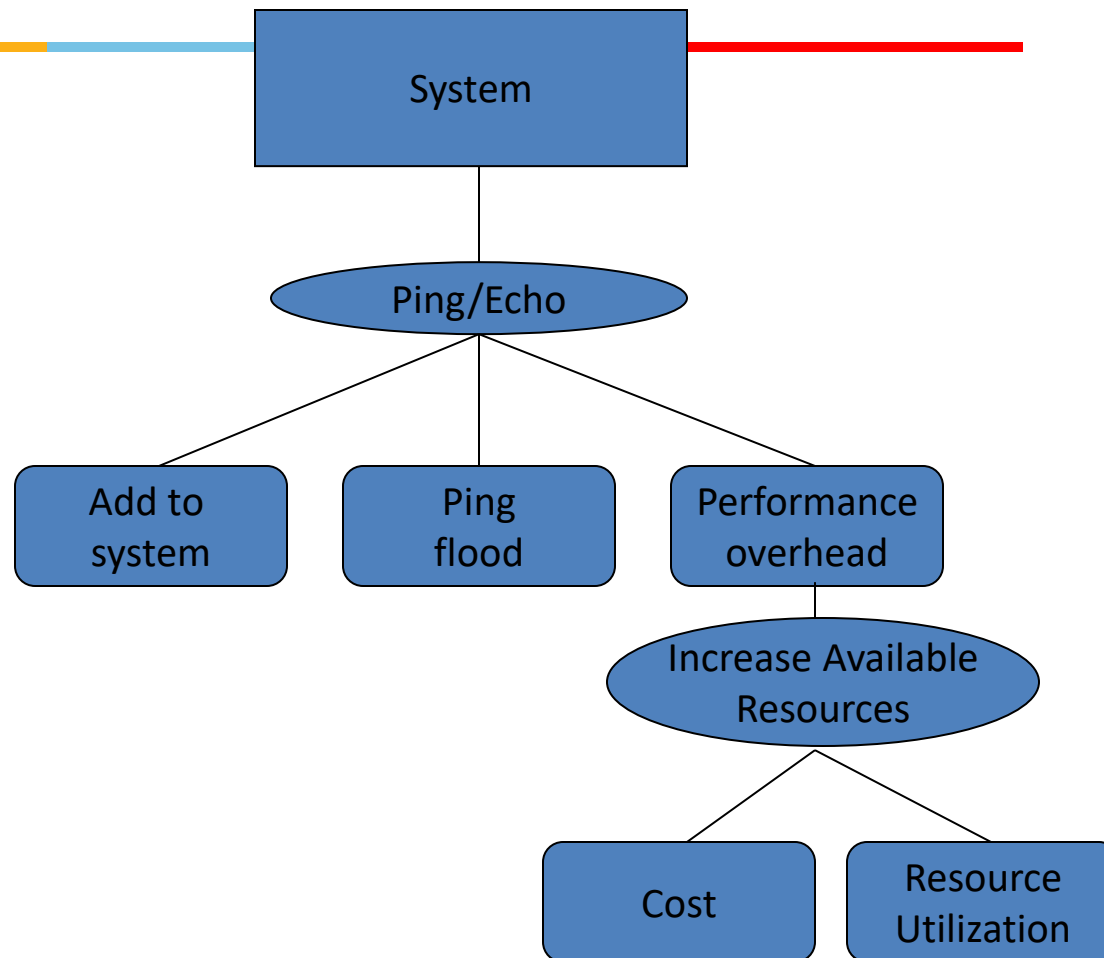 System
Ping/Echo
Add to
system
Ping
flood
Performance
overhead
Increase Available
Resources
Cost
Resource
Utilization